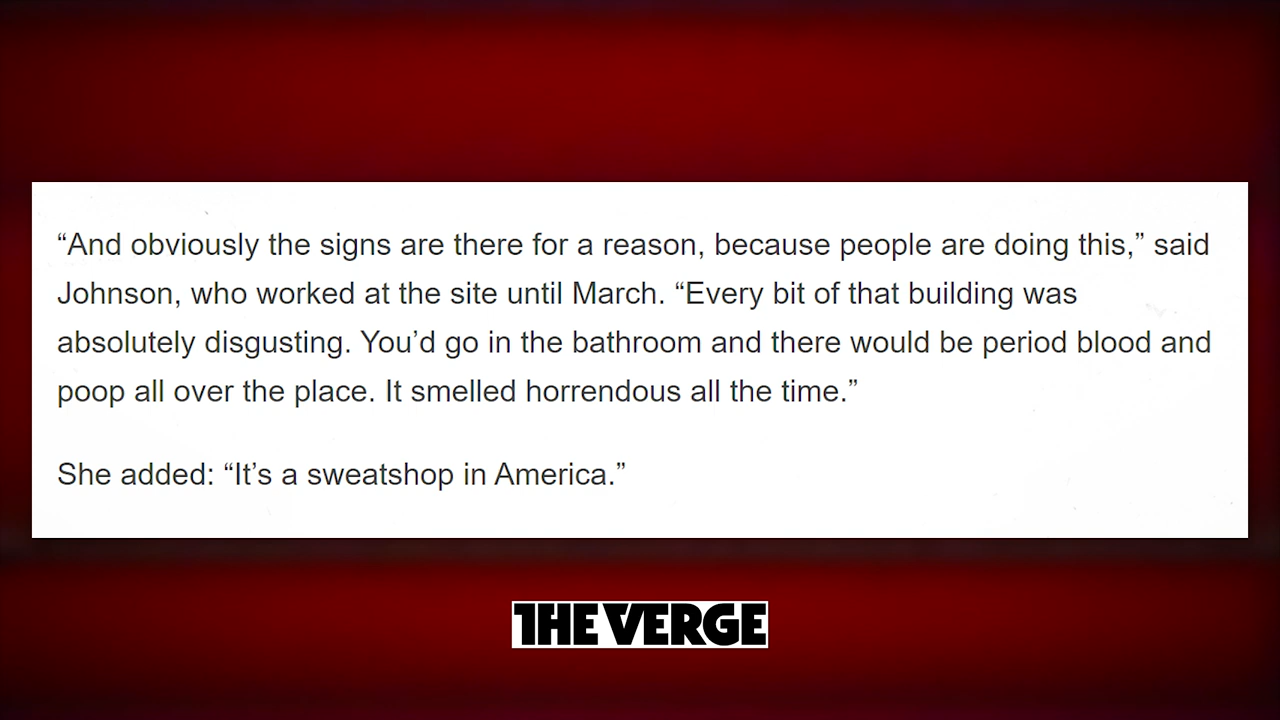 “And obviously the signs are there for a reason, because people are doing this,” said
Johnson, who worked at the site until March. “Every bit of that building was
absolutely disgusting. You’d go in the bathroom and there would be period blood and
poop all over the place. It smelled horrendous all the time.”
She added: “It’s a sweatshop in America.”
THE VERGE